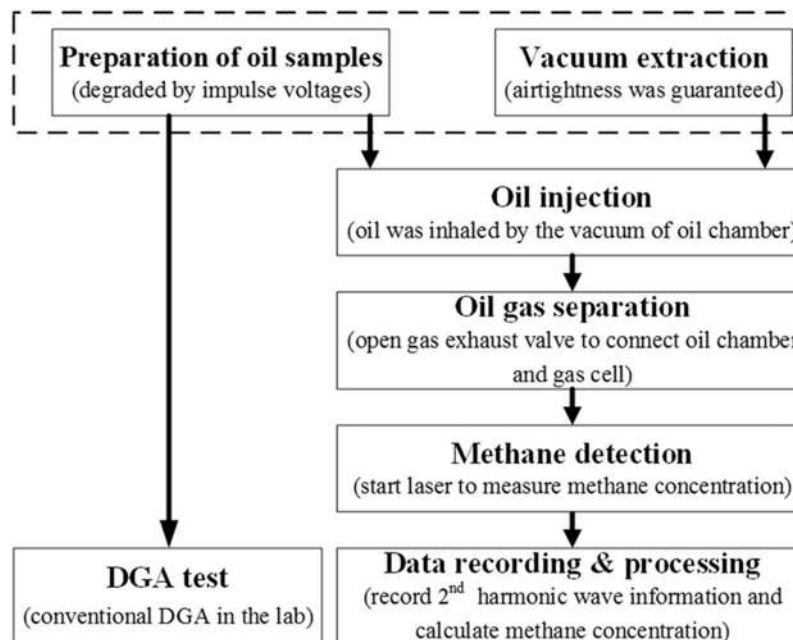 Preparation of oil samples
(degraded by impulse voltages)
Vacuum extraction
(airtightness was guaranteed)
Oil injection
(oil was inhaled by the vacuum of oil chamber)
Oil gas separation
(open gas exhaust valve to connect oil chamber
and gas cell)
Methane detection
(start laser to measure methane concentration)
DGA test
(conventional DGA in the lab)
Data recording & processing
(record 2nd harmonic wave information and
calculate methane concentration)